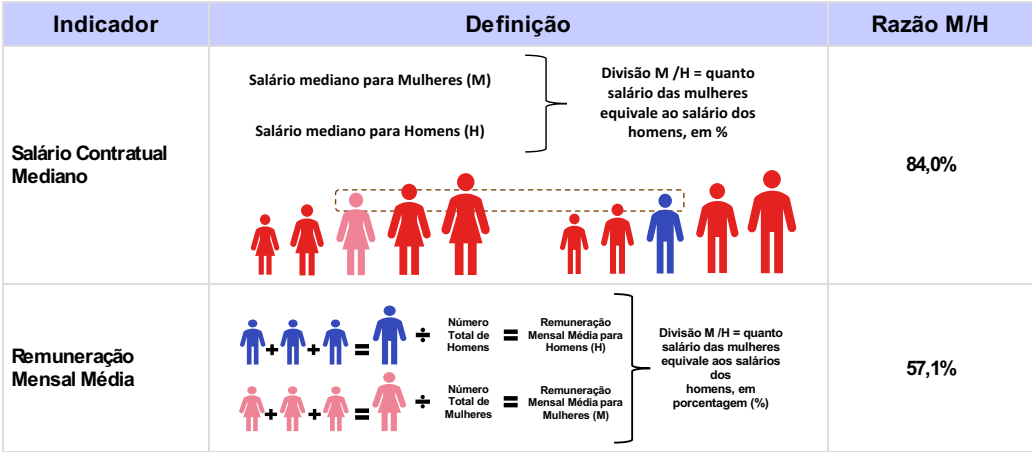 Indicador
Definição
Razão M/H
Salário Contratual
Mediano
Salário mediano para Mulheres (M)
Salário mediano para Homens (H)
Divisão M /H = quanto
salário das mulheres
equivale ao salário dos
homens, em %
84,0%
Remuneração
Mensal Média
+ + = ÷
Número
Total de
Homens
=
Remuneração
Mensal Média para
Homens (H)
+ + = ÷
Número
Total de
Mulheres
=
Remuneração
Mensal Média para
Mulheres (M)
Divisão M /H = quanto
salário das mulheres
equivale aos salários
dos
homens, em
porcentagem (%)
57,1%